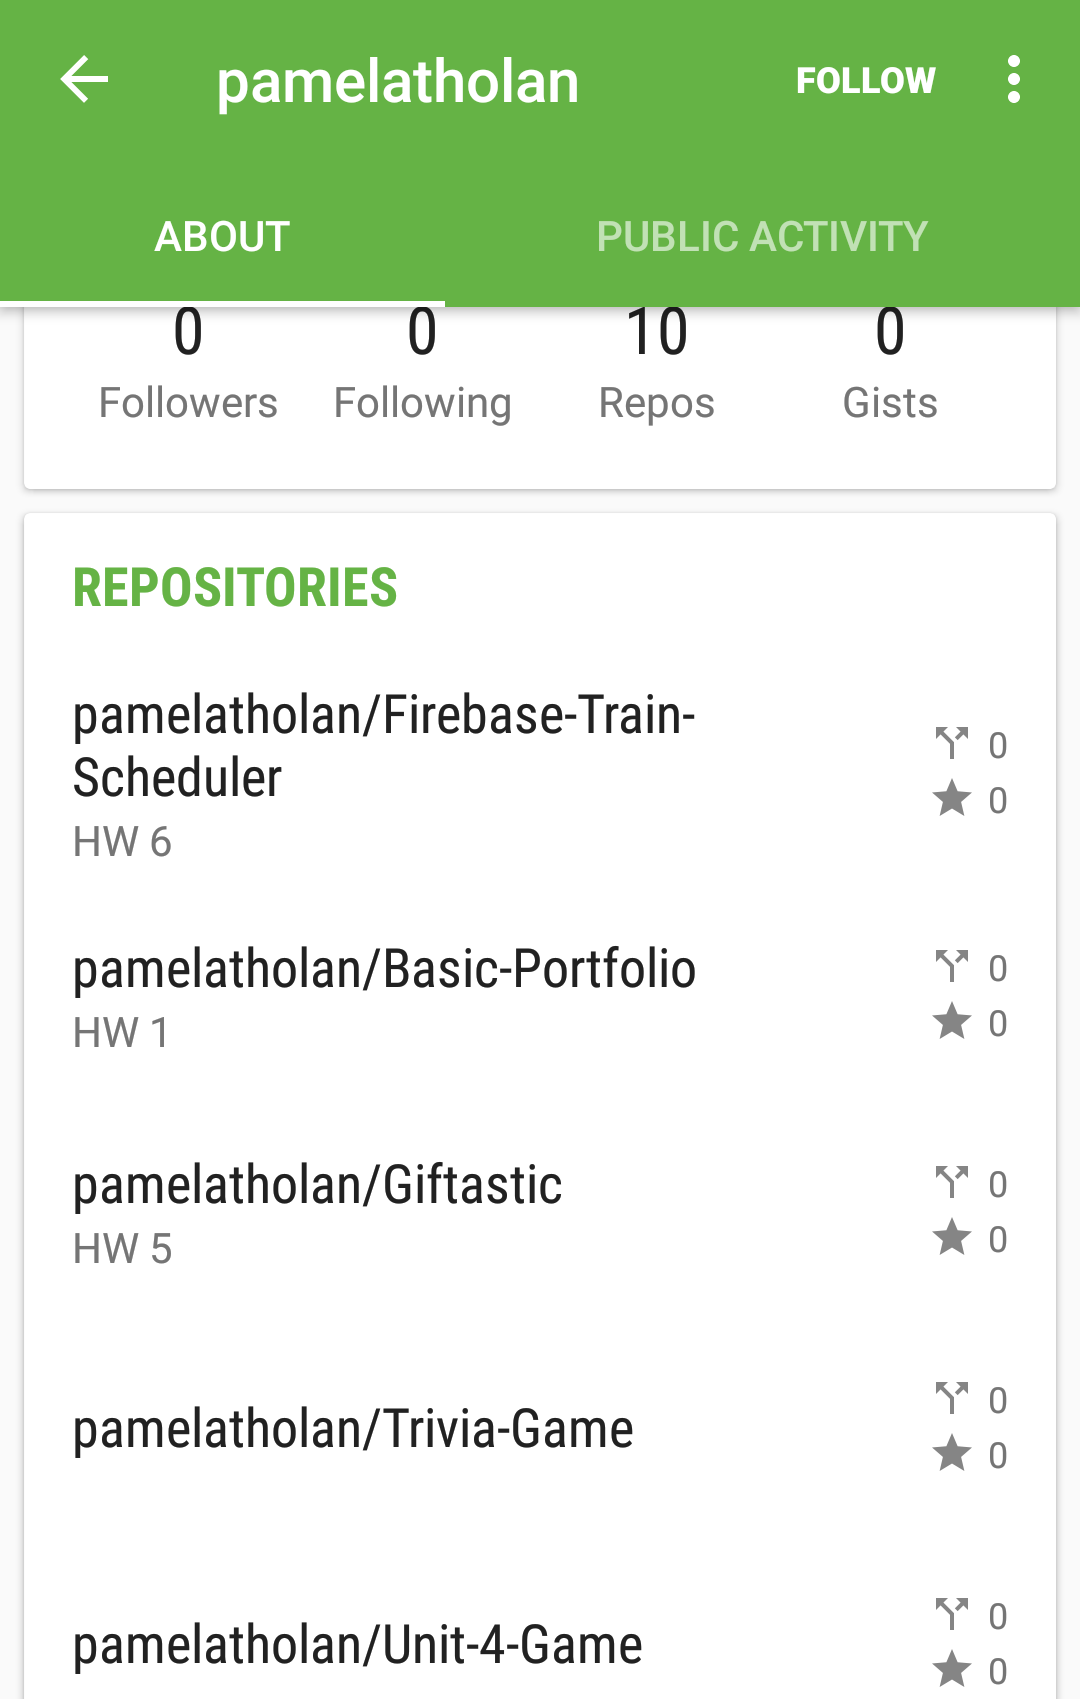 pamelatholan FOLLOW
ABOUT PUBLIC ACTIVITY
0 0 10 0
Followers Following Repos Gists
REPOSITORIES
pamelatholan/Firebase-Train-
Scheduler
HW 6
0
0
pamelatholan/Basic-Portfolio
HW 1
0
0
pamelatholan/Giftastic
HW 5
0
0
pamelatholan/Trivia-Game
0
0
pamelatholan/Unit-4-Game
0
0